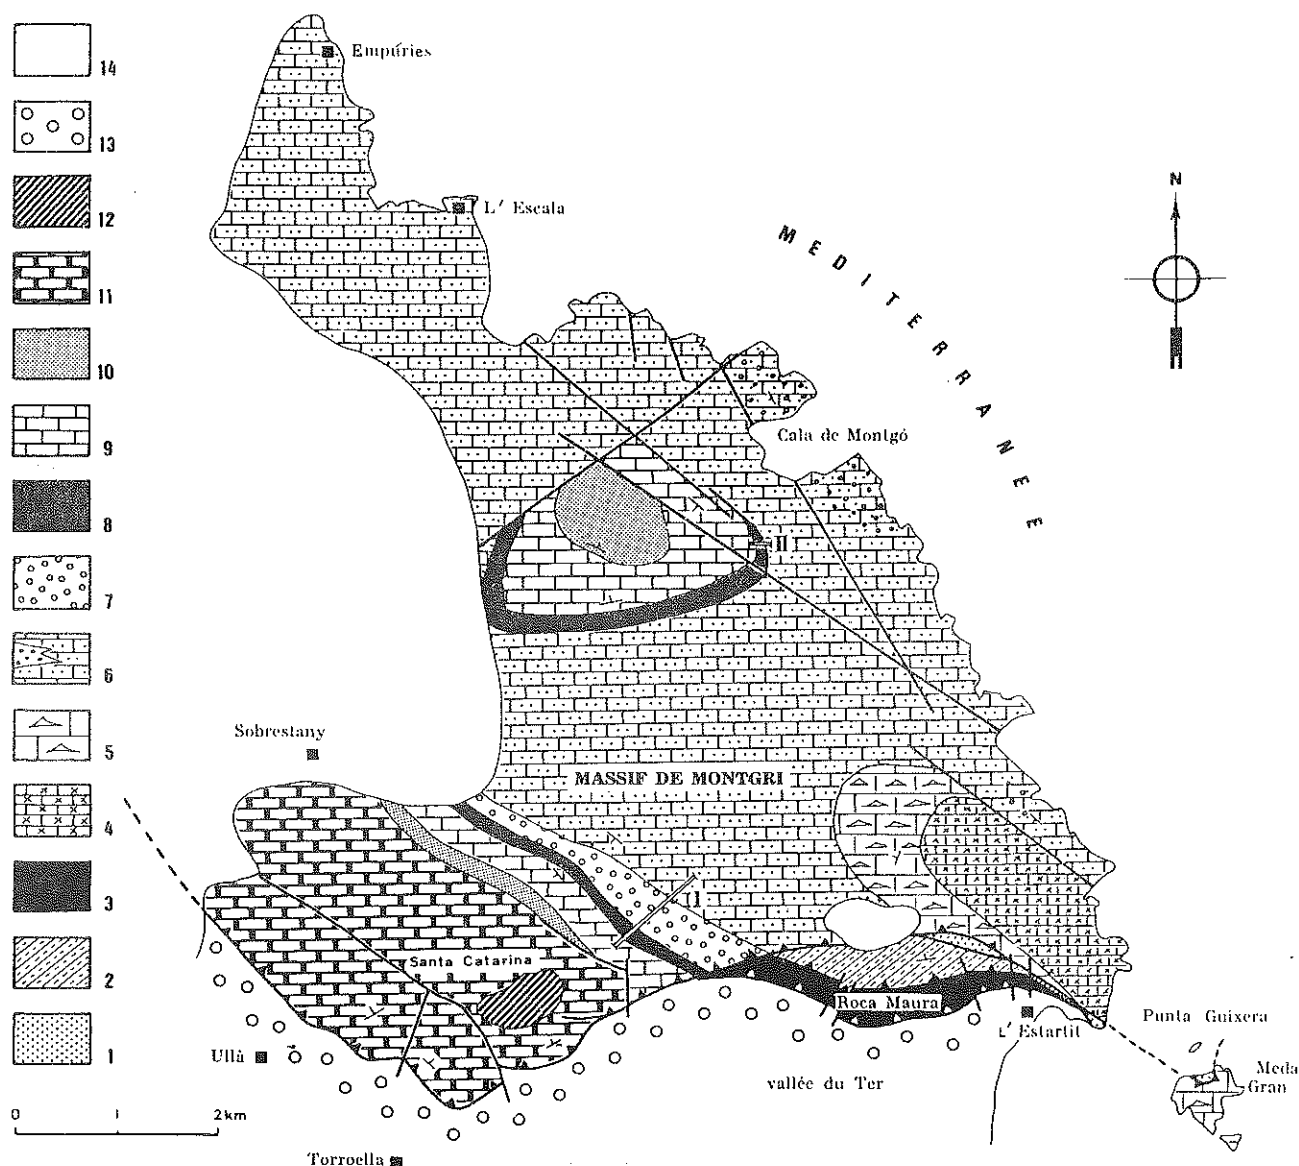 14
13
12
11
10
9
8
7
6
5
4
3
2
1
0 1 2km
Empúries
L' Escala
N
MEDITERRANEE
Cala de Montgó
II
Sobrestany
MASSIF DE MONTGRI
I
Santa Catarina
Roca Maura
L' Estartit
Punta Guixera
Meda
Gran
Ullà
vallée du Ter
Torroella